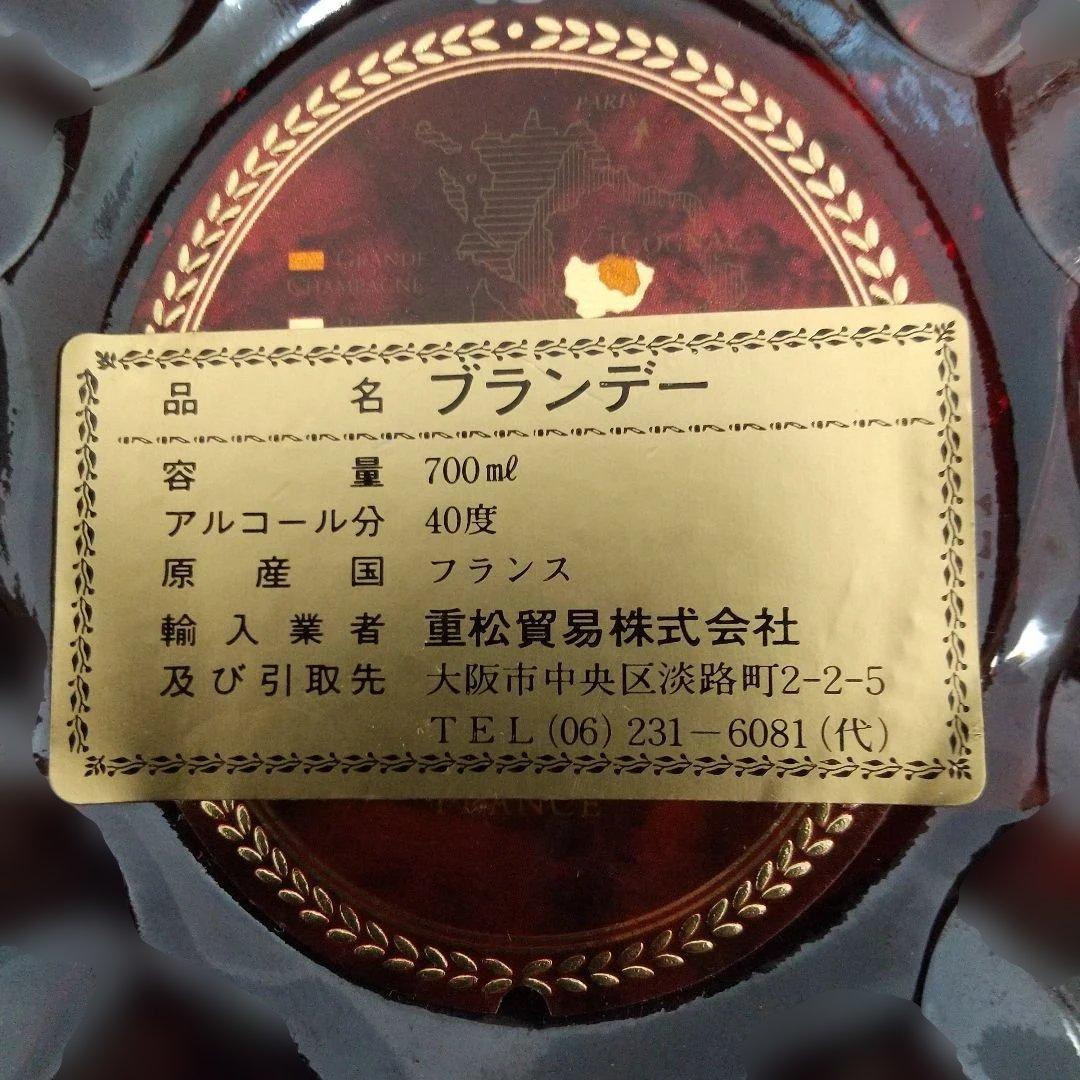 PARIS
COGNAC
GRANDE
CHAMPAGNE
品名 ブランデー
容量 700㎖
アルコール分 40度
原産国 フランス
輸入業者 重松貿易株式会社
及び引取先 大阪市中央区淡路町2-2-5
TEL(06)231-6081(代)
FRANCE